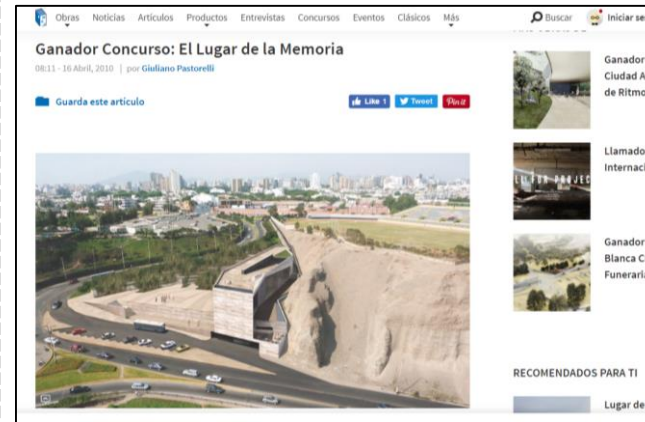 Obras Noticias Artículos Productos Entrevistas Concursos Eventos Clásicos Más Buscar Iniciar se
Ganador Concurso: El Lugar de la Memoria
08:11 - 16 Abril, 2010 | por Giuliano Pastorelli
Guarda este artículo
Like 1 Tweet Pin it
Ganador
Ciudad A
de Ritmo
Llamado
Internaci
Ganador
Blanca C
Funeraria
RECOMENDADOS PARA TI
Lugar de